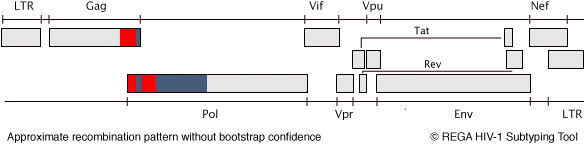 LTR Gag Vif Vpu Nef
Tat
Rev
Pol Vpr Env LTR
Approximate recombination pattern without bootstrap confidence © REGA HIV-1 Subtyping Tool